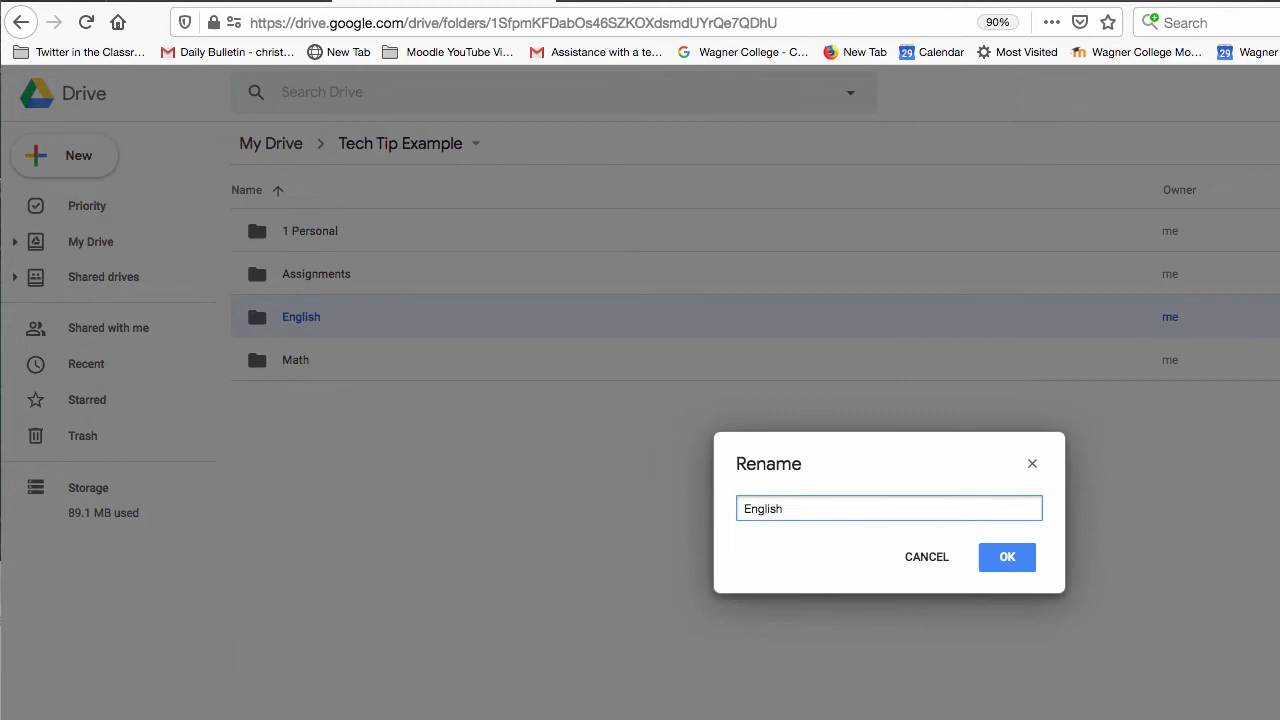 https://drive.google.com/drive/folders/1SfpmKFDabOs46SZKOXdsmdUYrQe7QDhU 90% Search
Twitter in the Classr... Daily Bulletin - christ... New Tab Moodle YouTube Vi... Assistance with a te... Wagner College - C... New Tab 29 Calendar Most Visited Wagner College Mo... 29 Wagner
Drive
Search Drive
My Drive Tech Tip Example
New
Name Owner
Priority
1 Personal me
My Drive
Assignments me
Shared drives
English me
Shared with me
Math me
Recent
Starred
Trash
Rename
English
Storage
89.1 MB used
CANCEL OK